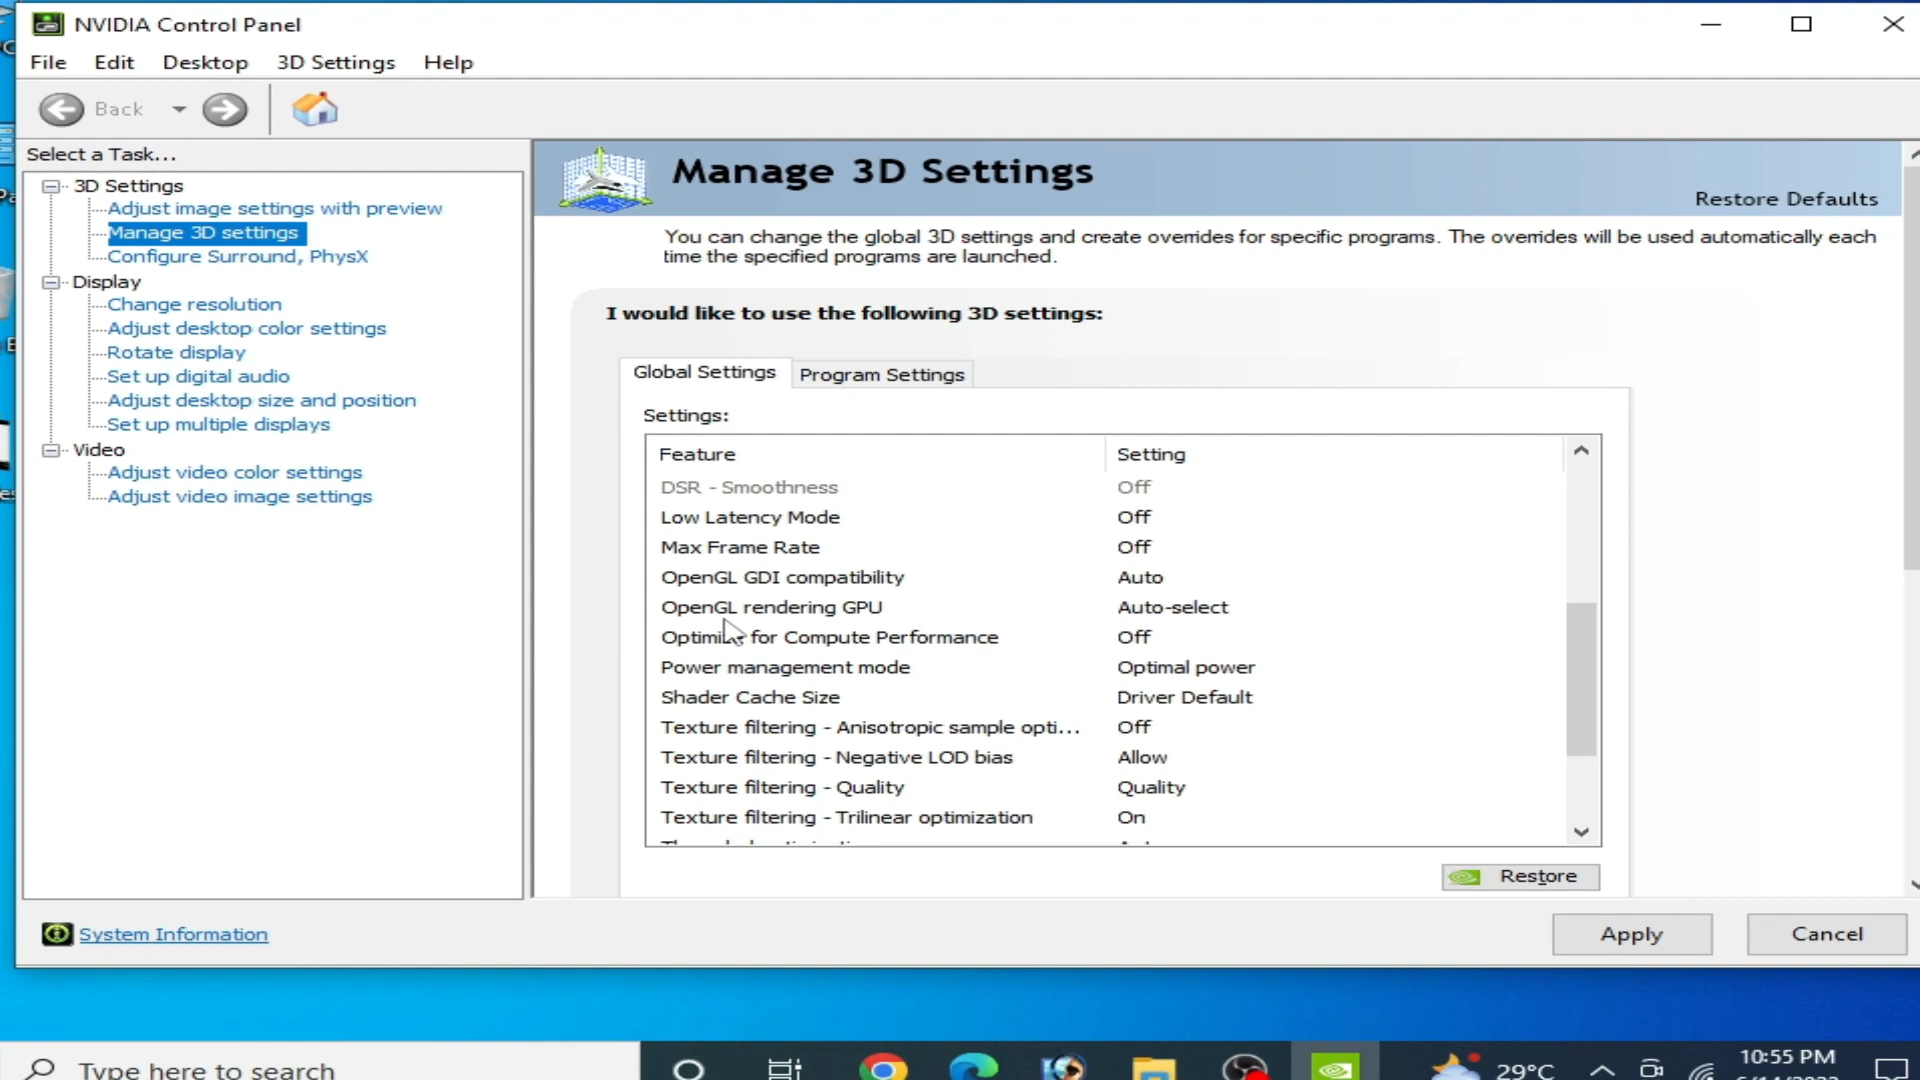 NVIDIA Control Panel
File Edit Desktop 3D Settings Help
Back
Select a Task...
3D Settings
Adjust image settings with preview
Manage 3D settings
Configure Surround, PhysX
Display
Change resolution
Adjust desktop color settings
Rotate display
Set up digital audio
Adjust desktop size and position
Set up multiple displays
Video
Adjust video color settings
Adjust video image settings
System Information
Manage 3D Settings
Restore Defaults
You can change the global 3D settings and create overrides for specific programs. The overrides will be used automatically each
time the specified programs are launched.
I would like to use the following 3D settings:
Global Settings Program Settings
Settings:
Feature Setting
DSR - Smoothness Off
Low Latency Mode Off
Max Frame Rate Off
OpenGL GDI compatibility Auto
OpenGL rendering GPU Auto-select
Optimize for Compute Performance Off
Power management mode Optimal power
Shader Cache Size Driver Default
Texture filtering - Anisotropic sample opti... Off
Texture filtering - Negative LOD bias Allow
Texture filtering - Quality Quality
Texture filtering - Trilinear optimization On
Restore
Apply Cancel
Type here to search
29°C
10:55 PM